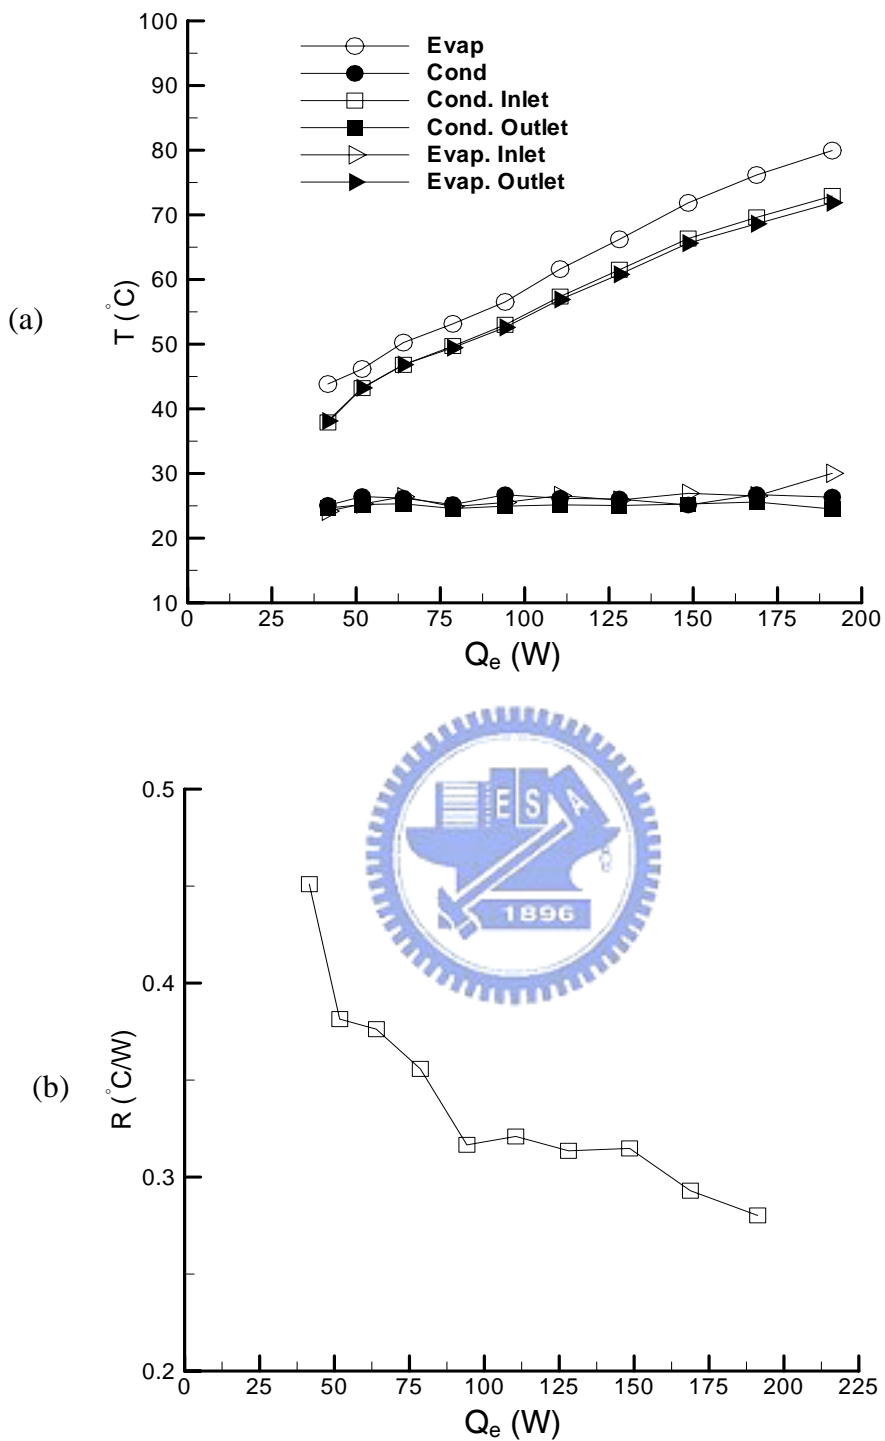 100
90
80
70
60
50
40
30
20
10
T (°C)
(a)
Evap
Cond
Cond. Inlet
Cond. Outlet
Evap. Inlet
Evap. Outlet
0 25 50 75 100 125 150 175 200
Qe (W)
E S A
1896
0.5
0.4
0.3
0.2
R (°C/W)
(b)
0 25 50 75 100 125 150 175 200 225
Qe (W)